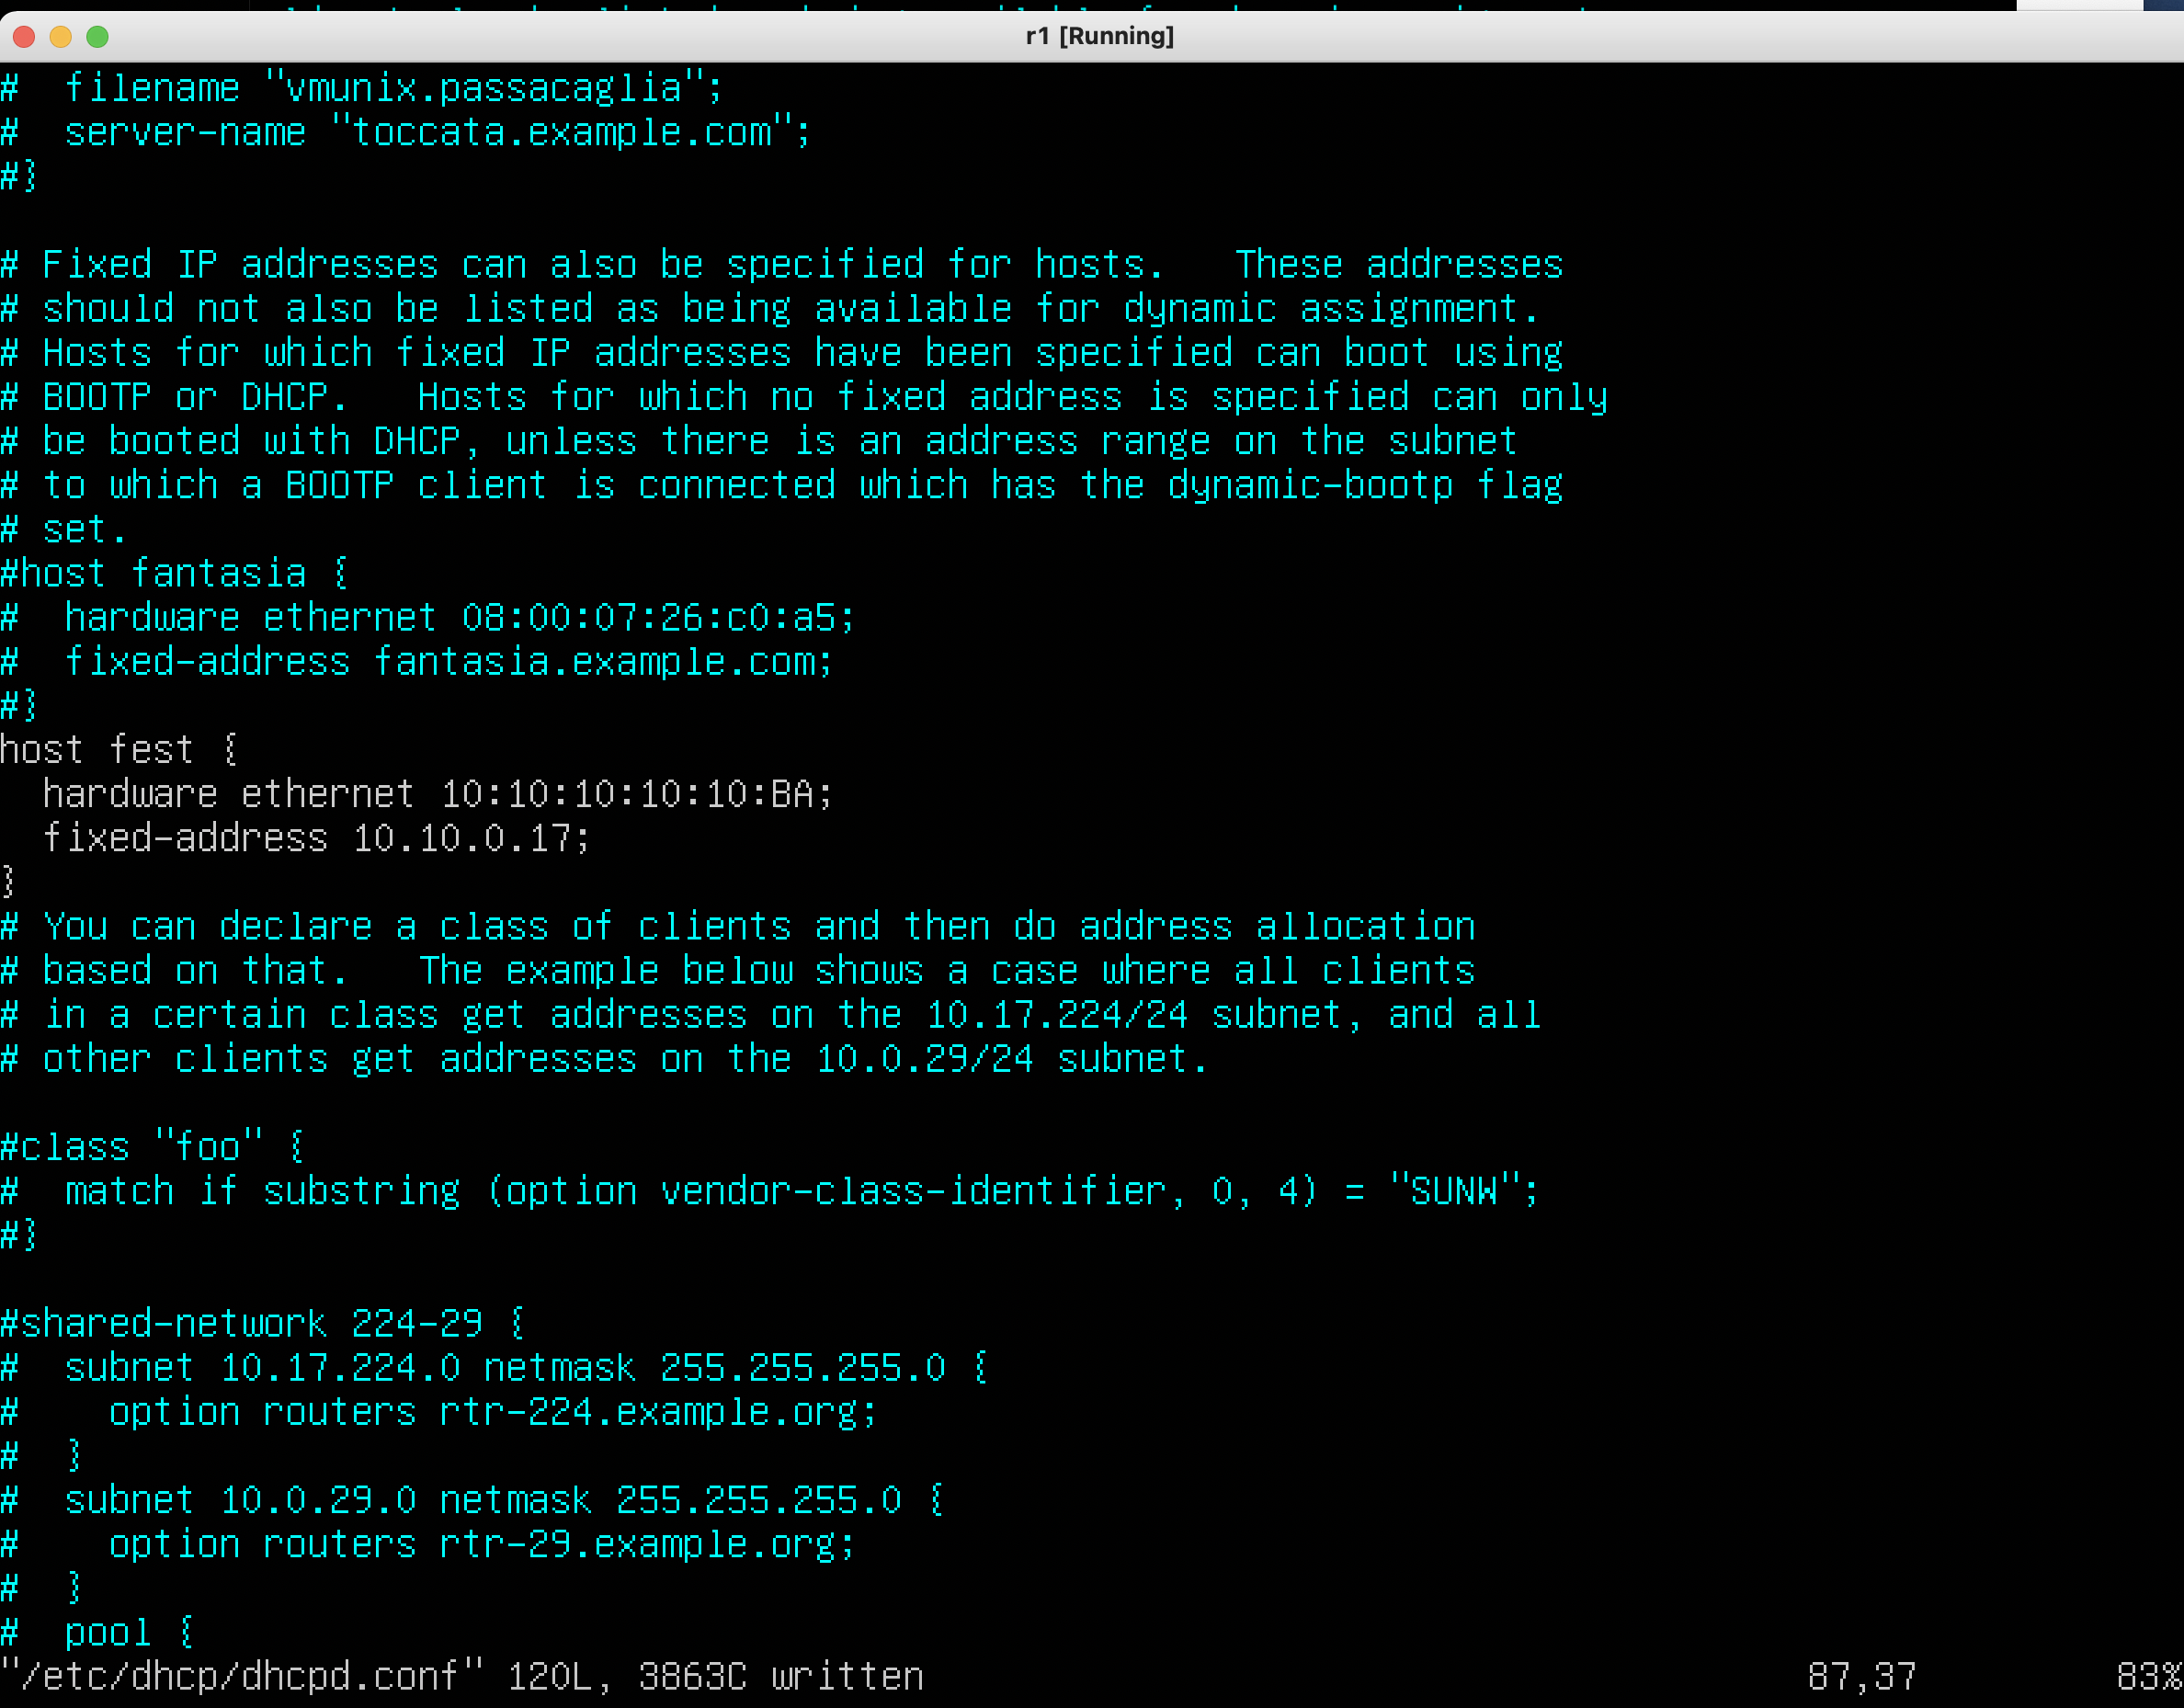 r1 [Running]
#  filename "vmunix.passacaglia";
#  server-name "toccata.example.com";
#}
# Fixed IP addresses can also be specified for hosts.   These addresses
# should not also be listed as being available for dynamic assignment.
# Hosts for which fixed IP addresses have been specified can boot using
# BOOTP or DHCP.   Hosts for which no fixed address is specified can only
# be booted with DHCP, unless there is an address range on the subnet
# to which a BOOTP client is connected which has the dynamic-bootp flag
# set.
#host fantasia {
#  hardware ethernet 08:00:07:26:c0:a5;
#  fixed-address fantasia.example.com;
#}
host fest {
  hardware ethernet 10:10:10:10:10:BA;
  fixed-address 10.10.0.17;
}
# You can declare a class of clients and then do address allocation
# based on that.   The example below shows a case where all clients
# in a certain class get addresses on the 10.17.224/24 subnet, and all
# other clients get addresses on the 10.0.29/24 subnet.
#class "foo" {
#  match if substring (option vendor-class-identifier, 0, 4) = "SUNW";
#}
#shared-network 224-29 {
#  subnet 10.17.224.0 netmask 255.255.255.0 {
#    option routers rtr-224.example.org;
#  }
#  subnet 10.0.29.0 netmask 255.255.255.0 {
#    option routers rtr-29.example.org;
#  }
#  pool {
"/etc/dhcp/dhcpd.conf" 120L, 3863C written 87,37 83%